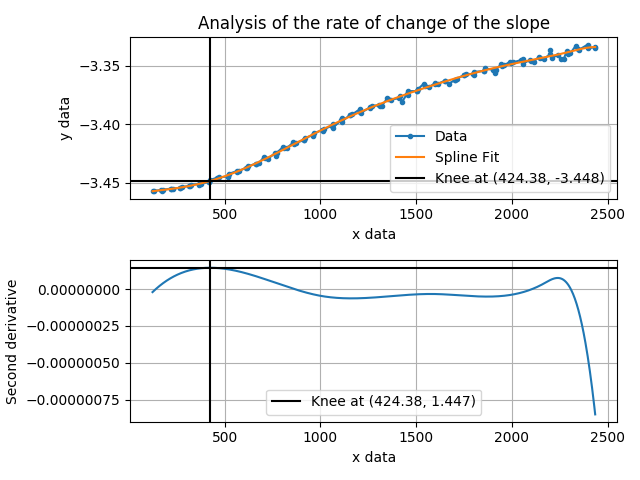 Analysis of the rate of change of the slope
−3.35
−3.40
−3.45
y data
Data
Spline Fit
Knee at (424.38, -3.448)
500
1000
1500
2000
2500
x data
0.00000000
−0.00000025
−0.00000050
−0.00000075
Second derivative
Knee at (424.38, 1.447)
500
1000
1500
2000
2500
x data